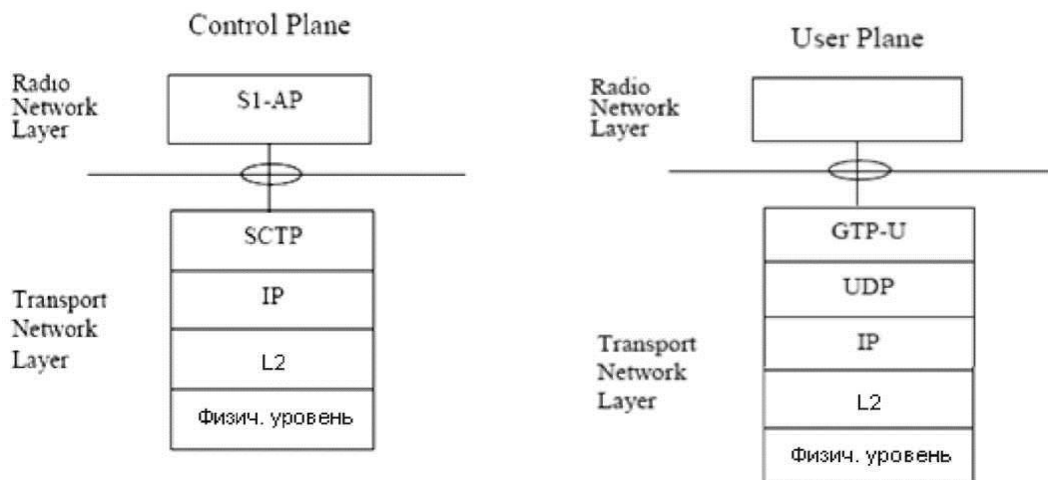 Control Plane
Radio
Network
Layer
S1-AP
SCTP
IP
L2
Физич. уровень
Transport
Network
Layer
User Plane
Radio
Network
Layer
GTP-U
UDP
IP
L2
Физич. уровень
Transport
Network
Layer